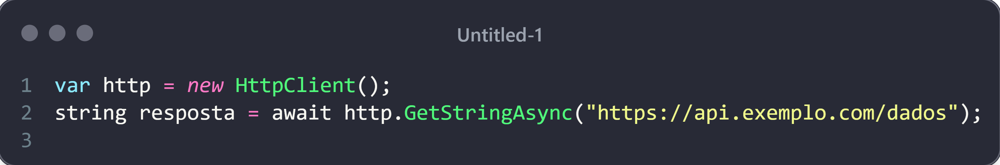 Untitled-1
1 var http = new HttpClient();
2 string resposta = await http.GetStringAsync("https://api.exemplo.com/dados");
3